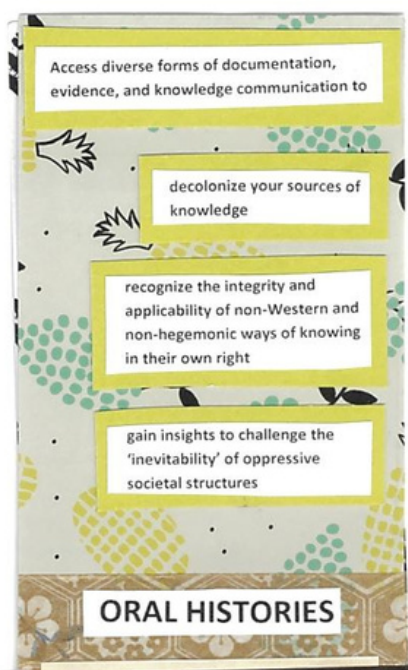 Access diverse forms of documentation,
evidence, and knowledge communication to
decolonize your sources of
knowledge
recognize the integrity and
applicability of non-Western and
non-hegemonic ways of knowing
in their own right
gain insights to challenge the
'inevitability' of oppressive
societal structures
ORAL HISTORIES